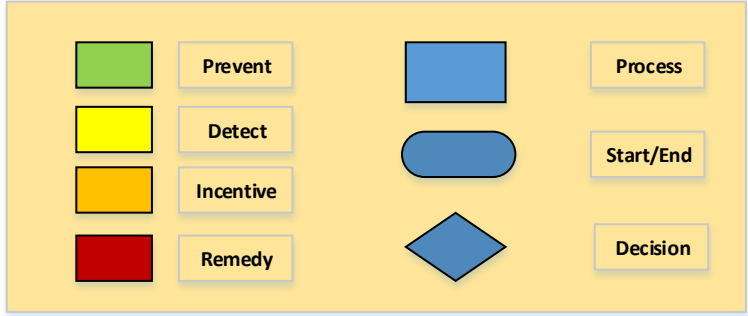 Prevent
Process
Detect
Start/End
Incentive
Remedy
Decision